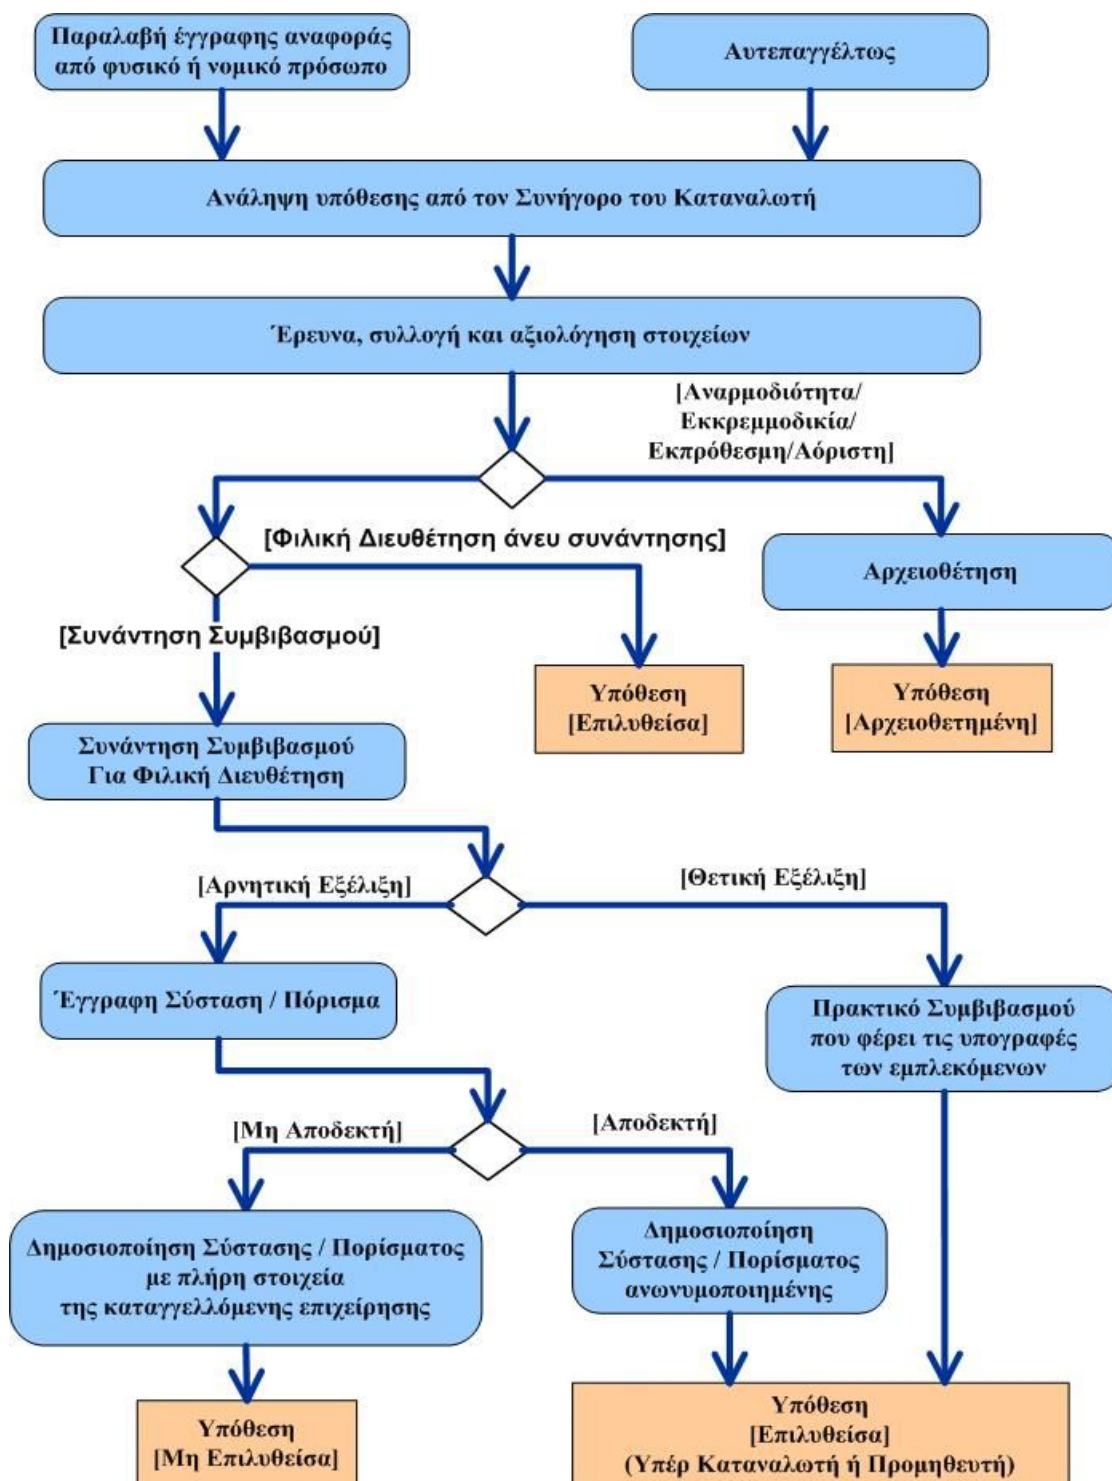 Παραλαβή έγγραφης αναφοράς
από φυσικό ή νομικό πρόσωπο
Αυτεπαγγέλτως
Ανάληψη υπόθεσης από τον Συνήγορο του Καταναλωτή
Έρευνα, συλλογή και αξιολόγηση στοιχείων
[Αναρμοδιότητα/
Εκκρεμμοδικία/
Εκπρόθεσμη/Αόριστη]
[Φιλική Διευθέτηση άνευ συνάντησης]
Αρχειοθέτηση
[Συνάντηση Συμβιβασμού]
Υπόθεση
[Επιλυθείσα]
Υπόθεση
[Αρχειοθετημένη]
Συνάντηση Συμβιβασμού
Για Φιλική Διευθέτηση
[Αρνητική Εξέλιξη]
[Θετική Εξέλιξη]
Έγγραφη Σύσταση / Πόρισμα
Πρακτικό Συμβιβασμού
που φέρει τις υπογραφές
των εμπλεκόμενων
[Μη Αποδεκτή]
[Αποδεκτή]
Δημοσιοποίηση Σύστασης / Πορίσματος
με πλήρη στοιχεία
της καταγγελλόμενης επιχείρησης
Δημοσιοποίηση
Σύστασης / Πορίσματος
ανωνυμοποιημένης
Υπόθεση
[Μη Επιλυθείσα]
Υπόθεση
[Επιλυθείσα]
(Υπέρ Καταναλωτή ή Προμηθευτή)